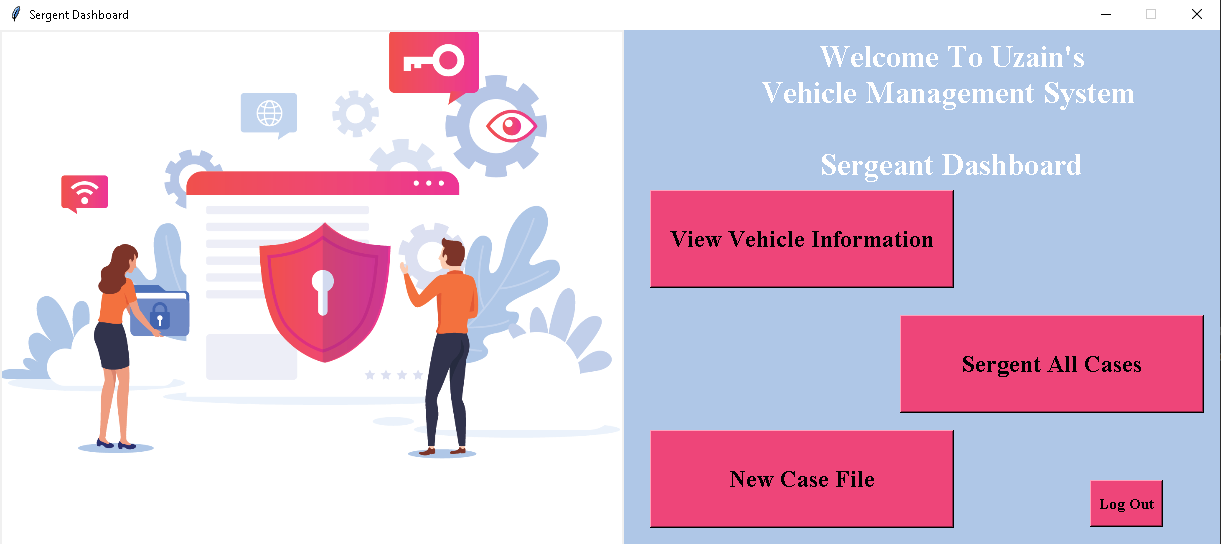 Sergent Dashboard
Welcome To Uzain's
Vehicle Management System
Sergeant Dashboard
View Vehicle Information
Sergent All Cases
New Case File
Log Out